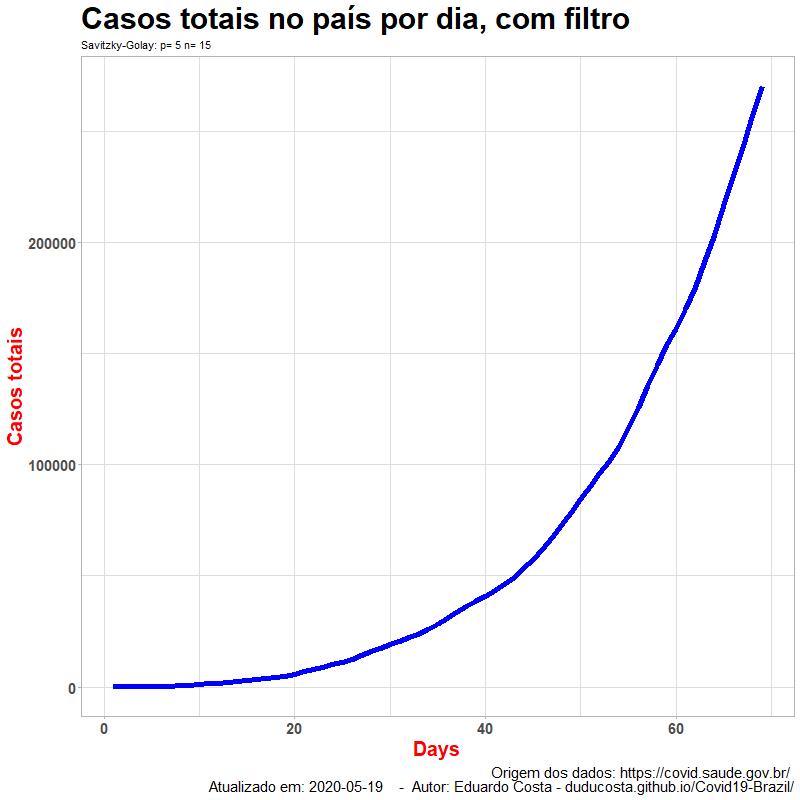 Casos totais no país por dia, com filtro
Savitzky-Golay: p= 5 n= 15
200000
100000
0
Casos totais
0 20 40 60
Days
Origem dos dados: https://covid.saude.gov.br/
Atualizado em: 2020-05-19 - Autor: Eduardo Costa - duducosta.github.io/Covid19-Brazil/